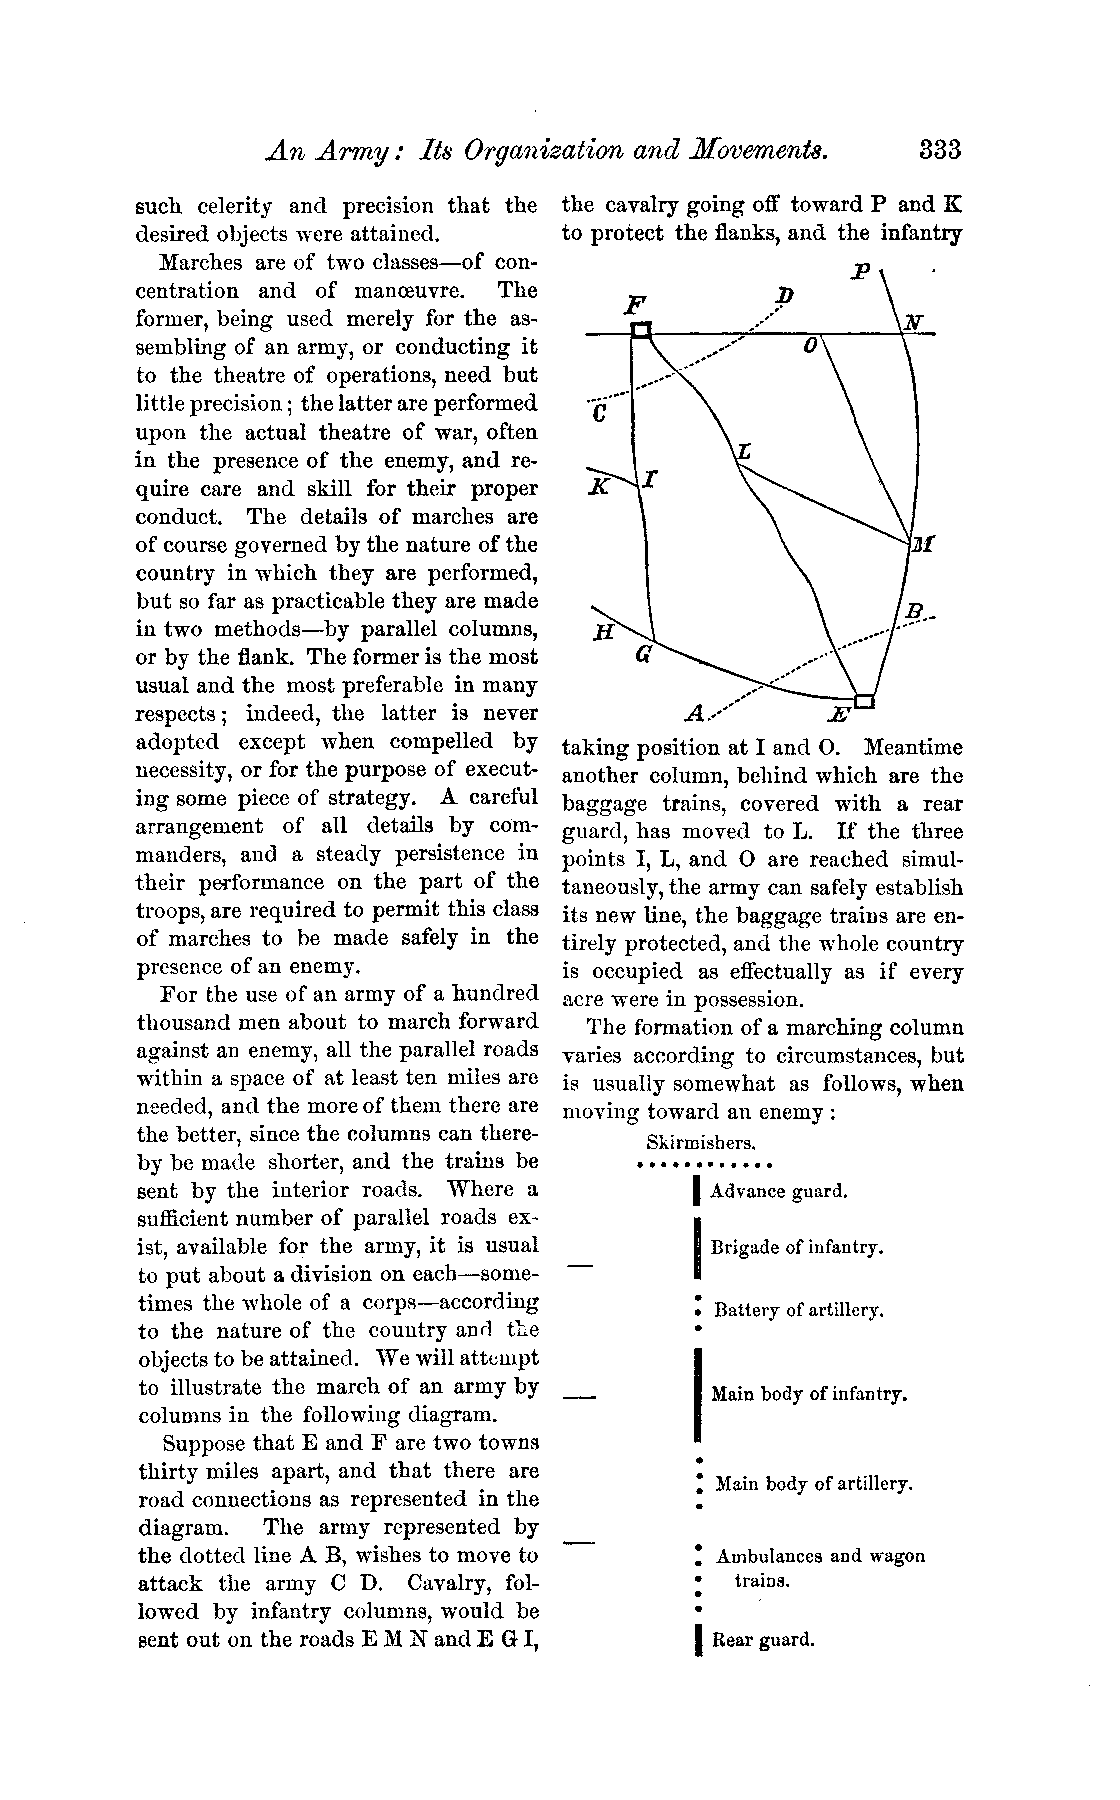 An Army: Its Organization and Movements. 333
such celerity and precision that the
desired objects were attained.
Marches are of two classes—of con-
centration and of manœuvre. The
former, being used merely for the as-
sembling of an army, or conducting it
to the theatre of operations, need but
little precision; the latter are performed
upon the actual theatre of war, often
in the presence of the enemy, and re-
quire care and skill for their proper
conduct. The details of marches are
of course governed by the nature of the
country in which they are performed,
but so far as practicable they are made
in two methods—by parallel columns,
or by the flank. The former is the most
usual and the most preferable in many
respects; indeed, the latter is never
adopted except when compelled by
necessity, or for the purpose of execut-
ing some piece of strategy. A careful
arrangement of all details by com-
manders, and a steady persistence in
their performance on the part of the
troops, are required to permit this class
of marches to be made safely in the
presence of an enemy.
For the use of an army of a hundred
thousand men about to march forward
against an enemy, all the parallel roads
within a space of at least ten miles are
needed, and the more of them there are
the better, since the columns can there-
by be made shorter, and the trains be
sent by the interior roads. Where a
sufficient number of parallel roads ex-
ist, available for the army, it is usual
to put about a division on each—some-
times the whole of a corps—according
to the nature of the country and the
objects to be attained. We will attempt
to illustrate the march of an army by
columns in the following diagram.
Suppose that E and F are two towns
thirty miles apart, and that there are
road connections as represented in the
diagram. The army represented by
the dotted line A B, wishes to move to
attack the army C D. Cavalry, fol-
lowed by infantry columns, would be
sent out on the roads E M N and E G I,
the cavalry going off toward P and K
to protect the flanks, and the infantry
P
D
F
N
O
C
L
K I
M
B
H
G
A
E
taking position at I and O. Meantime
another column, behind which are the
baggage trains, covered with a rear
guard, has moved to L. If the three
points I, L, and O are reached simul-
taneously, the army can safely establish
its new line, the baggage trains are en-
tirely protected, and the whole country
is occupied as effectually as if every
acre were in possession.
The formation of a marching column
varies according to circumstances, but
is usually somewhat as follows, when
moving toward an enemy:
Skirmishers.
Advance guard.
Brigade of infantry.
Battery of artillery.
Main body of infantry.
Main body of artillery.
Ambulances and wagon
trains.
Rear guard.